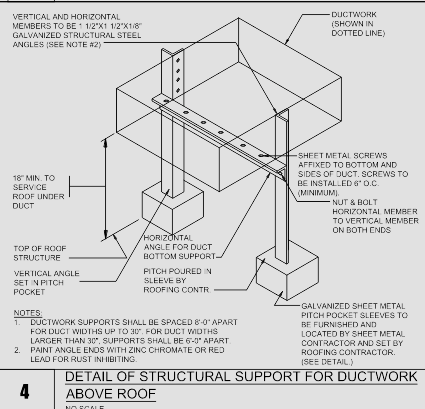 VERTICAL AND HORIZONTAL
MEMBERS TO BE 1 1/2"X1 1/2"X1/8"
GALVANIZED STRUCTURAL STEEL
ANGLES (SEE NOTE #2)
DUCTWORK
(SHOWN IN
DOTTED LINE)
SHEET METAL SCREWS
AFFIXED TO BOTTOM AND
SIDES OF DUCT. SCREWS TO
BE INSTALLED 6" O.C.
(MINIMUM).
18" MIN. TO
SERVICE
ROOF UNDER
DUCT
NUT & BOLT
HORIZONTAL MEMBER
TO VERTICAL MEMBER
ON BOTH ENDS
TOP OF ROOF
STRUCTURE
HORIZONTAL
ANGLE FOR DUCT
BOTTOM SUPPORT
VERTICAL ANGLE
SET IN PITCH
POCKET
PITCH POURED IN
SLEEVE BY
ROOFING CONTR.
GALVANIZED SHEET METAL
PITCH POCKET SLEEVES TO
BE FURNISHED AND
LOCATED BY SHEET METAL
CONTRACTOR AND SET BY
ROOFING CONTRACTOR.
(SEE DETAIL.)
NOTES:
1. DUCTWORK SUPPORTS SHALL BE SPACED 8'-0" APART
FOR DUCT WIDTHS UP TO 30". FOR DUCT WIDTHS
LARGER THAN 30", SUPPORTS SHALL BE 6'-0" APART.
2. PAINT ANGLE ENDS WITH ZINC CHROMATE OR RED
LEAD FOR RUST INHIBITING.
4
DETAIL OF STRUCTURAL SUPPORT FOR DUCTWORK
ABOVE ROOF
NO SCALE